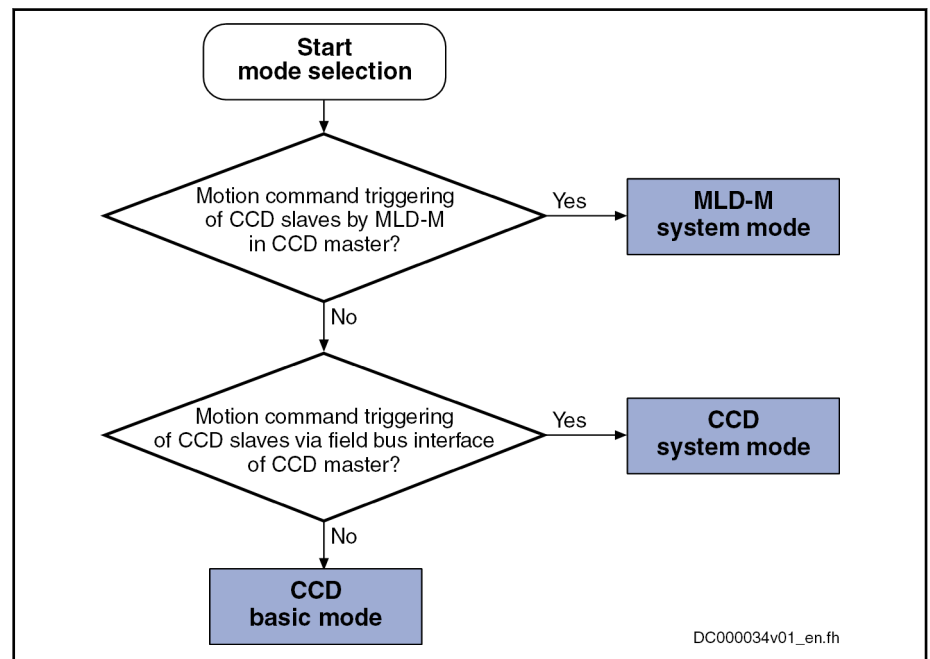 Start
mode selection
Motion command triggering
of CCD slaves by MLD-M
in CCD master?
Yes
MLD-M
system mode
No
Motion command triggering
of CCD slaves via field bus interface
of CCD master?
Yes
CCD
system mode
No
CCD
basic mode
DC000034v01_en.fh